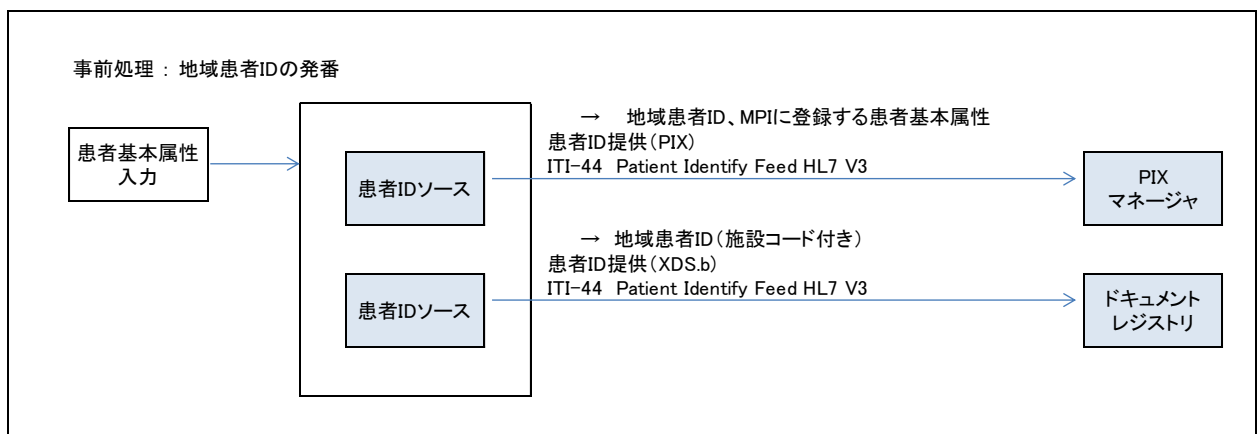 事前処理 ： 地域患者IDの発番
患者基本属性
入力
患者IDソース
→ 地域患者ID、MPIに登録する患者基本属性
患者ID提供（PIX）
ITI-44 Patient Identify Feed HL7 V3
PIX
マネージャ
患者IDソース
→ 地域患者ID（施設コード付き）
患者ID提供（XDS.b）
ITI-44 Patient Identify Feed HL7 V3
ドキュメント
レジストリ